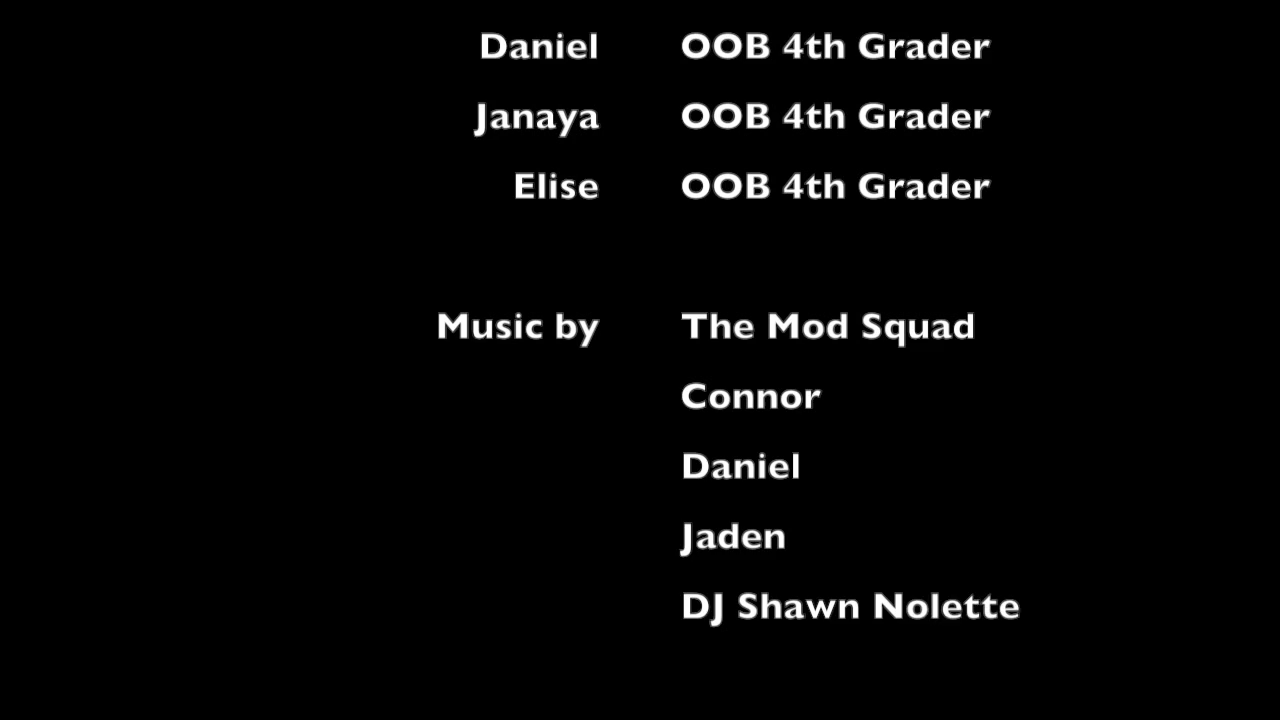 Daniel OOB 4th Grader
Janaya OOB 4th Grader
Elise OOB 4th Grader
Music by The Mod Squad
Connor
Daniel
Jaden
DJ Shawn Nolette